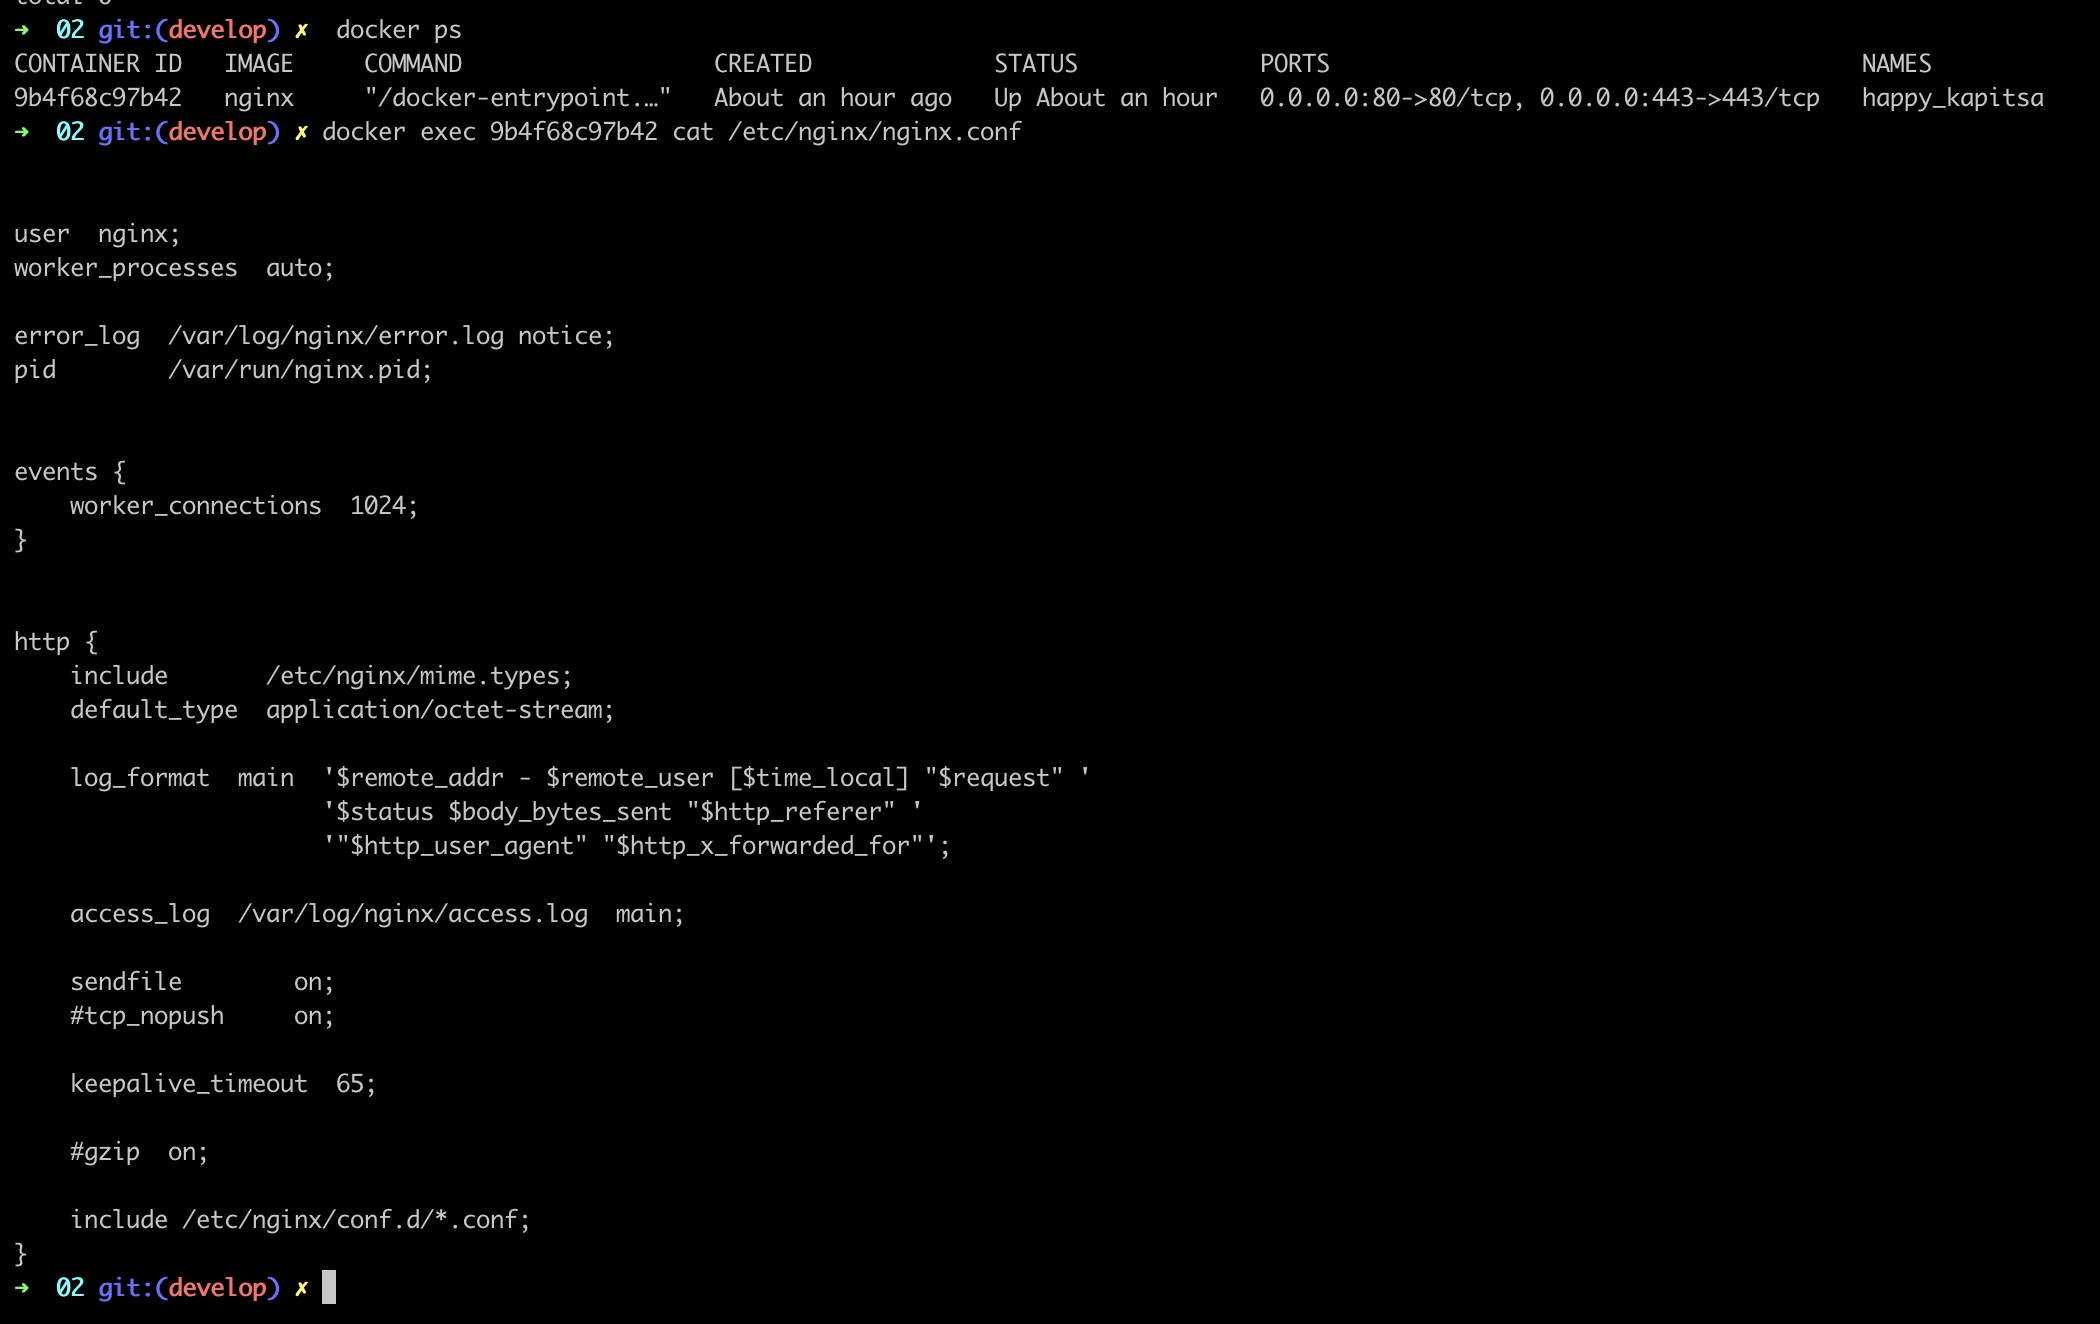 total 0
➜  02 git:(develop) ✗  docker ps
CONTAINER ID   IMAGE     COMMAND                  CREATED             STATUS             PORTS                                      NAMES
9b4f68c97b42   nginx     "/docker-entrypoint.…"   About an hour ago   Up About an hour   0.0.0.0:80->80/tcp, 0.0.0.0:443->443/tcp   happy_kapitsa
➜  02 git:(develop) ✗ docker exec 9b4f68c97b42 cat /etc/nginx/nginx.conf
user  nginx;
worker_processes  auto;
error_log  /var/log/nginx/error.log notice;
pid        /var/run/nginx.pid;
events {
    worker_connections  1024;
}
http {
    include       /etc/nginx/mime.types;
    default_type  application/octet-stream;
    log_format  main  '$remote_addr - $remote_user [$time_local] "$request" '
                      '$status $body_bytes_sent "$http_referer" '
                      '"$http_user_agent" "$http_x_forwarded_for"';
    access_log  /var/log/nginx/access.log  main;
    sendfile        on;
    #tcp_nopush     on;
    keepalive_timeout  65;
    #gzip  on;
    include /etc/nginx/conf.d/*.conf;
}
➜  02 git:(develop) ✗